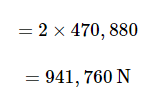 = 2 × 470, 880
= 941, 760 N